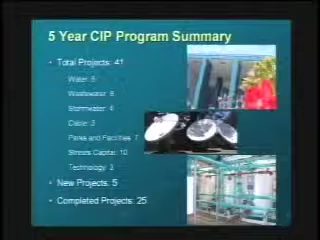 5 Year CIP Program Summary
Total Projects: 41
Water: 5
Wastewater: 8
Stormwater: 4
Cable: 3
Parks and Facilities: 7
Streets Capital: 10
Technology: 3
New Projects: 5
Completed Projects: 25